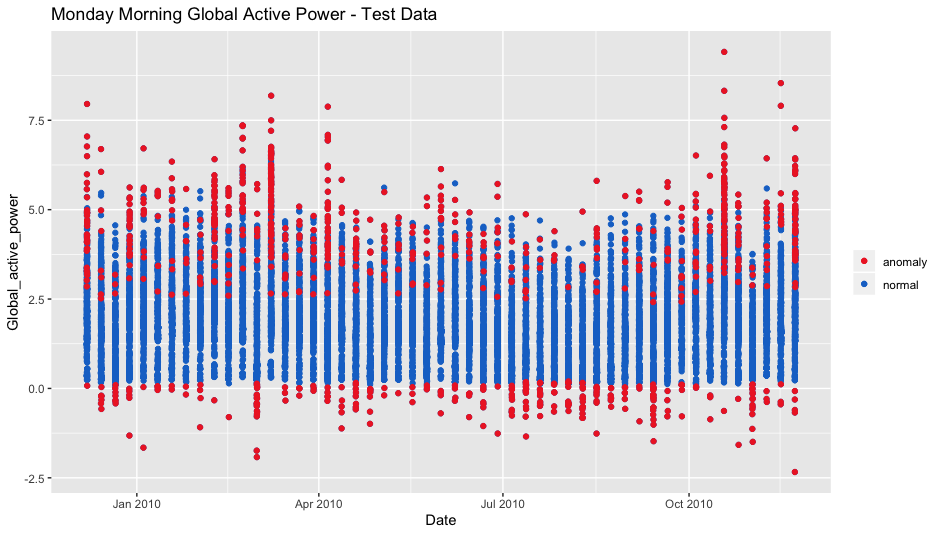 Monday Morning Global Active Power - Test Data
7.5
5.0
2.5
0.0
-2.5
Global_active_power
Jan 2010
Apr 2010
Jul 2010
Oct 2010
Date
anomaly
normal